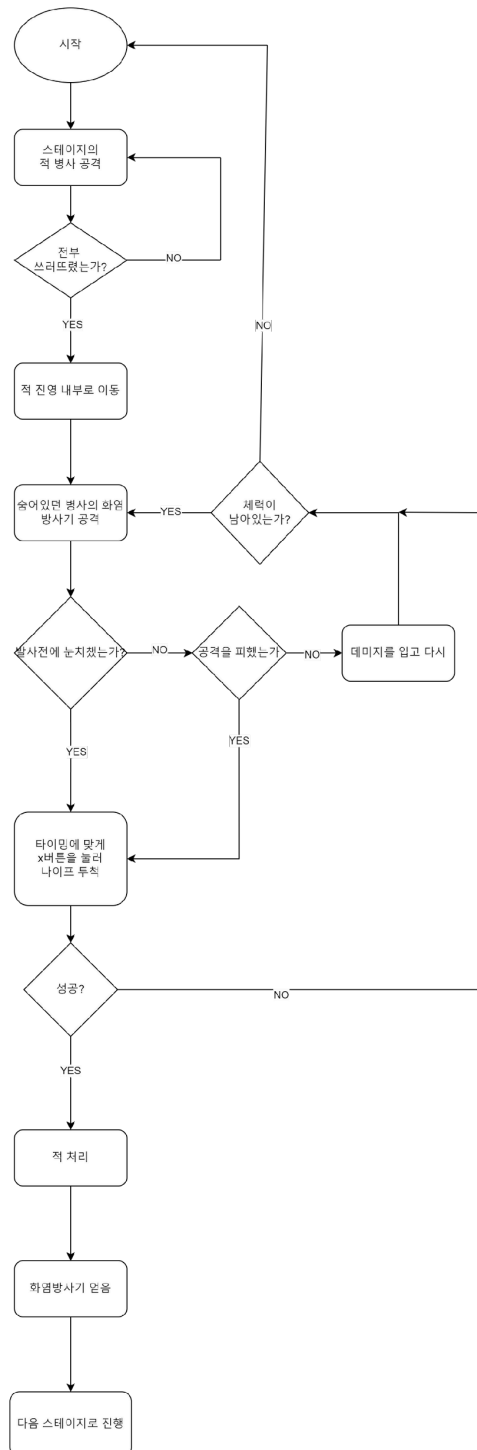 시작
스테이지의
적 병사 공격
전부
쓰러뜨렸는가?
NO
YES
적 진영 내부로 이동
NO
숨어있던 병사의 화염
방사기 공격
YES
체력이
남아있는가?
발사전에 눈치챘는가?
NO
공격을 피했는가
NO
데미지를 입고 다시
YES
YES
타이밍에 맞게
x버튼을 눌러
나이프 투척
성공?
NO
YES
적 처리
화염방사기 얻음
다음 스테이지로 진행